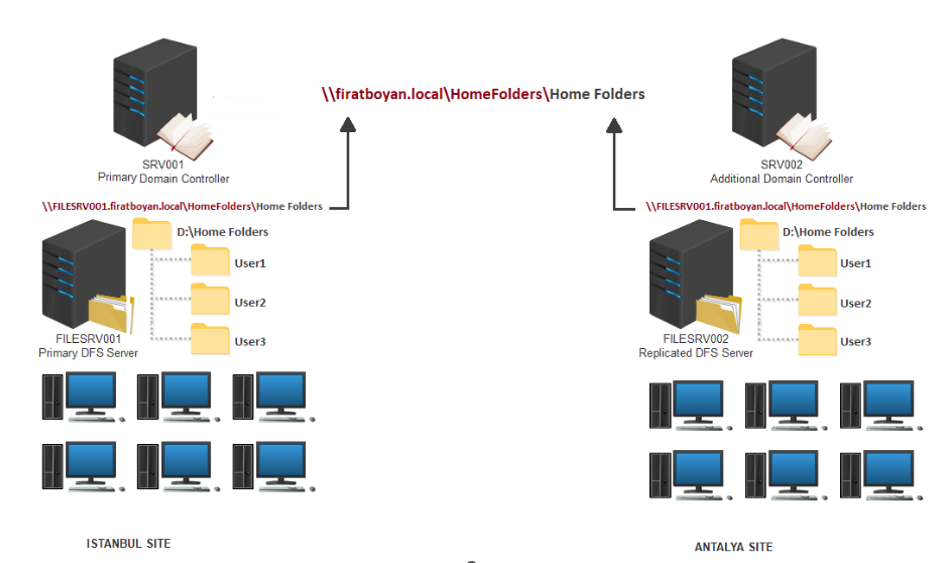 \\firatboyan.local\HomeFolders\Home Folders
SRV001
Primary Domain Controller
SRV002
Additional Domain Controller
\\FILESRV001.firatboyan.local\HomeFolders\Home Folders
D:\Home Folders
User1
User2
User3
FILESRV001
Primary DFS Server
\\FILESRV001.firatboyan.local\HomeFolders\Home Folders
D:\Home Folders
User1
User2
User3
FILESRV002
Replicated DFS Server
ISTANBUL SITE
ANTALYA SITE